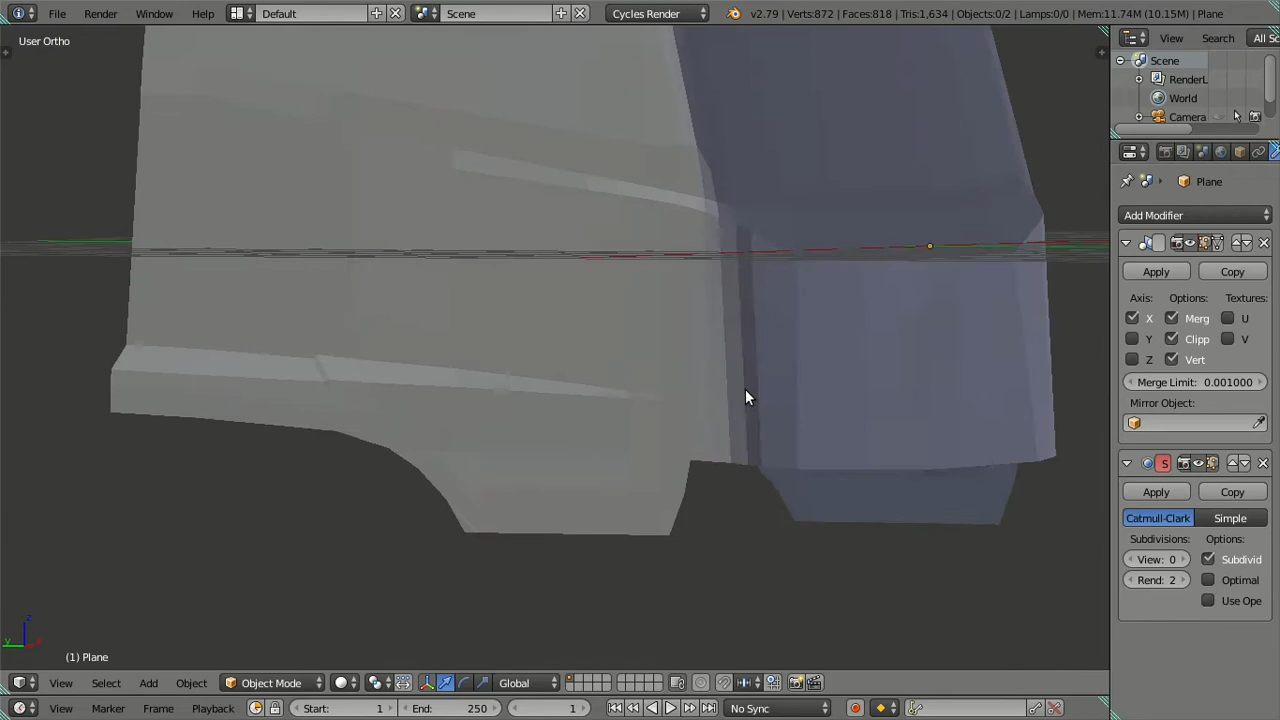 File Render Window Help Default Scene Cycles Render v2.79 | Verts:872 | Faces:818 | Tris:1,634 | Objects:0/2 | Lamps:0/0 | Mem:11.74M (10.15M) | Plane
User Ortho
View Search All Sc
Scene
RenderL
World
Camera
Plane
Add Modifier
Apply Copy
Axis: Options: Textures:
X Merg U
Y Clipp V
Z Vert
Merge Limit: 0.001000
Mirror Object:
S
Apply Copy
Catmull-Clark Simple
Subdivisions: Options:
View: 0 Subdivid
Rend: 2 Optimal
Use Ope
z
y x
(1) Plane
View Select Add Object Object Mode Global
View Marker Frame Playback Start: 1 End: 250 1 No Sync